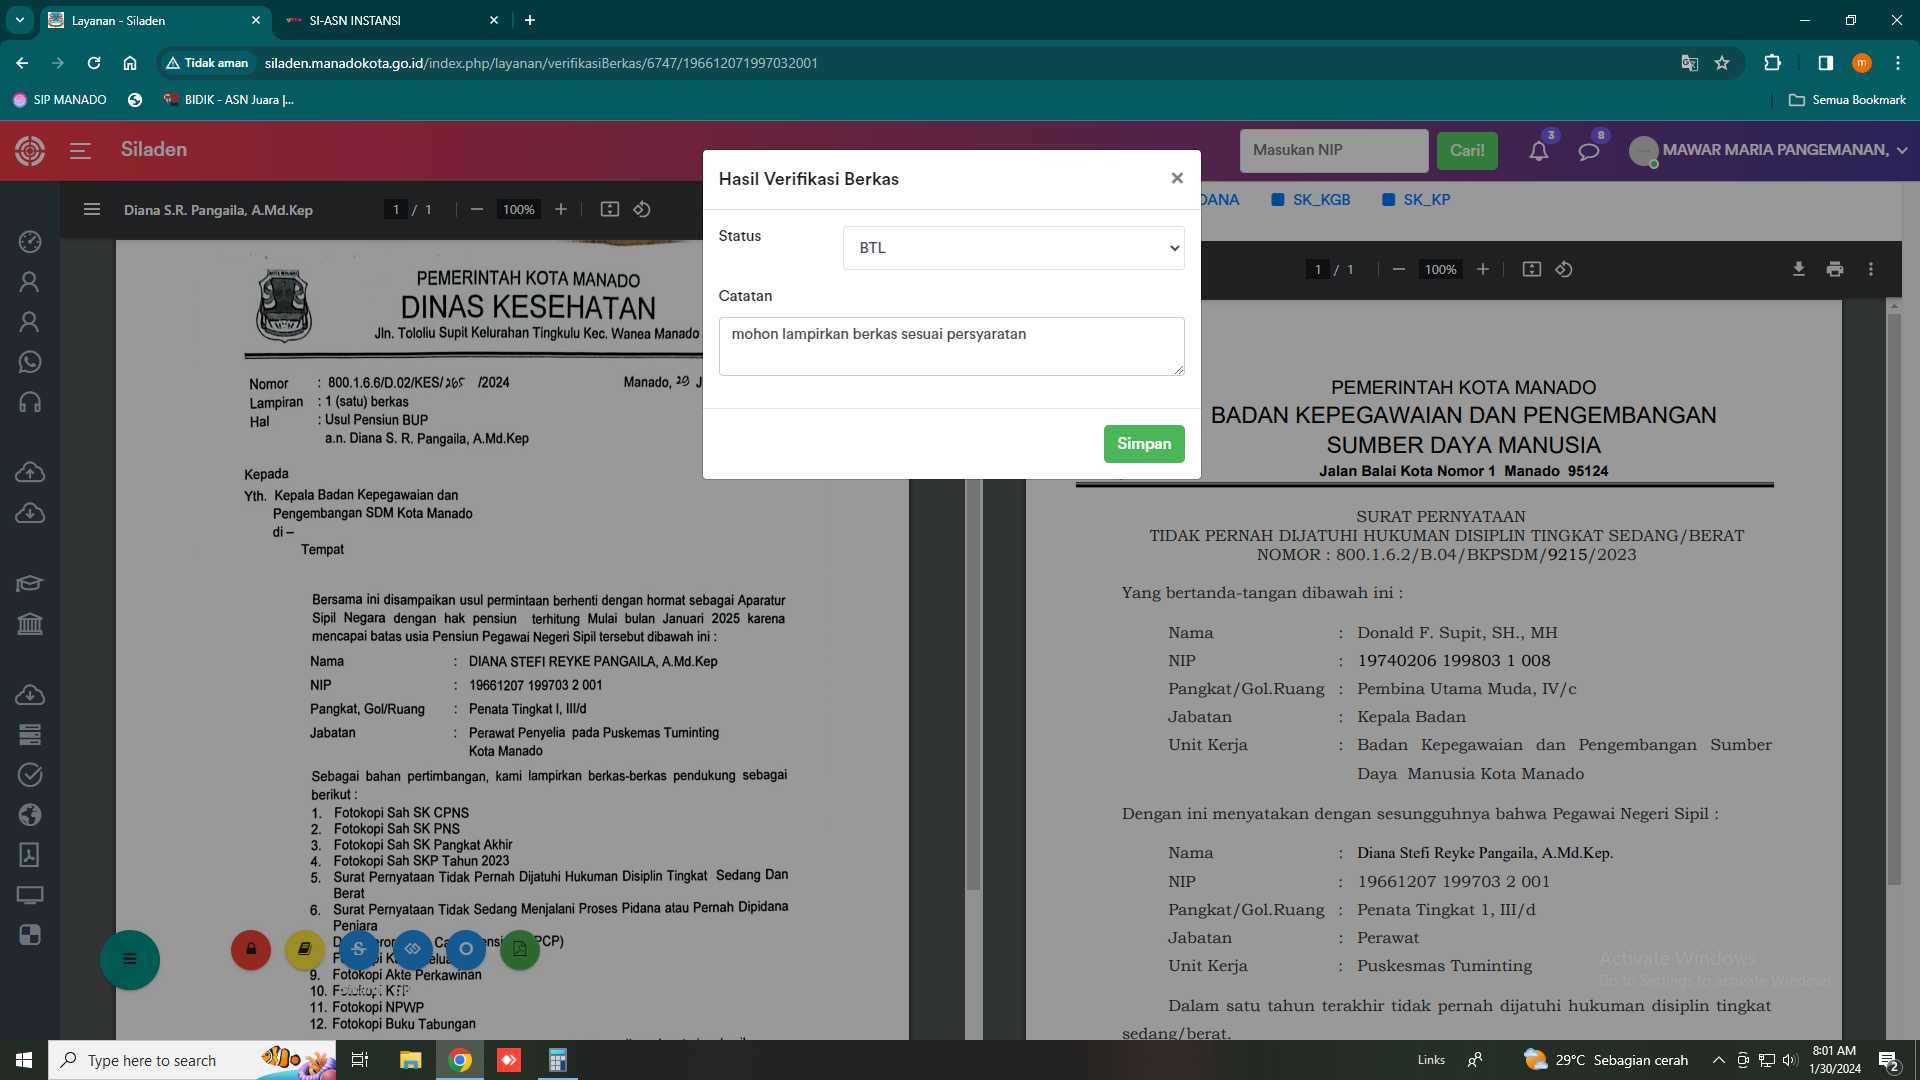 Layanan - Siladen
SI-ASN INSTANSI
Tidak aman
siladen.manadokota.go.id/index.php/layanan/verifikasiBerkas/6747/196612071997032001
m
SIP MANADO
BIDIK - ASN Juara |...
Semua Bookmark
Siladen
Masukan NIP
Cari!
3
8
MAWAR MARIA PANGEMANAN,
Diana S.R. Pangaila, A.Md.Kep
1 / 1
100%
DANA
SK_KGB
SK_KP
1 / 1
100%
Hasil Verifikasi Berkas
Status
BTL
Catatan
mohon lampirkan berkas sesuai persyaratan
Simpan
PEMERINTAH KOTA MANADO
DINAS KESEHATAN
Jln. Tololiu Supit Kelurahan Tingkulu Kec. Wanea Manado
Nomor : 800.1.6.6/D.02/KES/265 /2024
Manado, 29 J
Lampiran : 1 (satu) berkas
Hal : Usul Pensiun BUP
a.n. Diana S. R. Pangaila, A.Md.Kep
Kepada
Yth. Kepala Badan Kepegawaian dan
Pengembangan SDM Kota Manado
di –
Tempat
Bersama ini disampaikan usul permintaan berhenti dengan hormat sebagai Aparatur
Sipil Negara dengan hak pensiun terhitung Mulai bulan Januari 2025 karena
mencapai batas usia Pensiun Pegawai Negeri Sipil tersebut dibawah ini :
Nama : DIANA STEFI REYKE PANGAILA, A.Md.Kep
NIP : 19661207 199703 2 001
Pangkat, Gol/Ruang : Penata Tingkat I, III/d
Jabatan : Perawat Penyelia pada Puskemas Tuminting
Kota Manado
Sebagai bahan pertimbangan, kami lampirkan berkas-berkas pendukung sebagai
berikut :
1. Fotokopi Sah SK CPNS
2. Fotokopi Sah SK PNS
3. Fotokopi Sah SK Pangkat Akhir
4. Fotokopi Sah SKP Tahun 2023
5. Surat Pernyataan Tidak Pernah Dijatuhi Hukuman Disiplin Tingkat Sedang Dan
Berat
6. Surat Pernyataan Tidak Sedang Menjalani Proses Pidana atau Pernah Dipidana
Penjara
9. Fotokopi Akte Perkawinan
10. Fotokopi KTP
11. Fotokopi NPWP
12. Fotokopi Buku Tabungan
PEMERINTAH KOTA MANADO
BADAN KEPEGAWAIAN DAN PENGEMBANGAN
SUMBER DAYA MANUSIA
Jalan Balai Kota Nomor 1 Manado 95124
SURAT PERNYATAAN
TIDAK PERNAH DIJATUHI HUKUMAN DISIPLIN TINGKAT SEDANG/BERAT
NOMOR : 800.1.6.2/B.04/BKPSDM/9215/2023
Yang bertanda-tangan dibawah ini :
Nama : Donald F. Supit, SH., MH
NIP : 19740206 199803 1 008
Pangkat/Gol.Ruang : Pembina Utama Muda, IV/c
Jabatan : Kepala Badan
Unit Kerja : Badan Kepegawaian dan Pengembangan Sumber
Daya Manusia Kota Manado
Dengan ini menyatakan dengan sesungguhnya bahwa Pegawai Negeri Sipil :
Nama : Diana Stefi Reyke Pangaila, A.Md.Kep.
NIP : 19661207 199703 2 001
Pangkat/Gol.Ruang : Penata Tingkat 1, III/d
Jabatan : Perawat
Unit Kerja : Puskesmas Tuminting
Dalam satu tahun terakhir tidak pernah dijatuhi hukuman disiplin tingkat
sedang/berat.
Activate Windows
Go to Settings to activate Windows.
Type here to search
Links
29°C Sebagian cerah
8:01 AM
1/30/2024
2